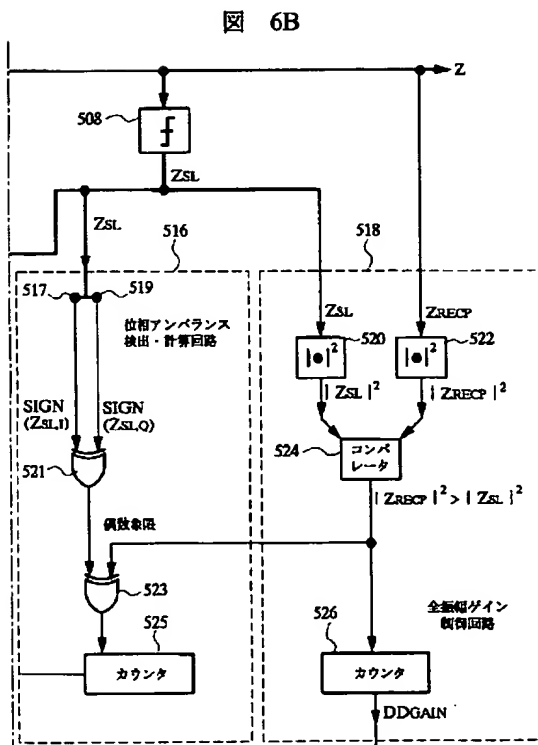 図 6B
Z
508
ZSL
ZSL
516
518
517
519
ZSL
ZRECP
位相アンバランス
検出・計算回路
520
|●|²
|●|²
522
|ZSL|²
|ZRECP|²
SIGN
(ZSL,I)
SIGN
(ZSL,Q)
524
コンパ
レータ
521
|ZRECP|² > |ZSL|²
偶数象限
523
全振幅ゲイン
制御回路
525
526
カウンタ
カウンタ
DDGAIN